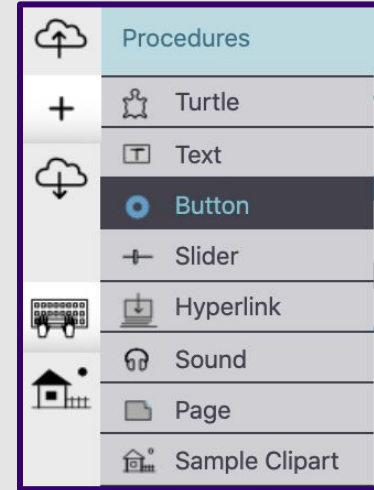 Procedures
Turtle
Text
Button
Slider
Hyperlink
Sound
Page
Sample Clipart